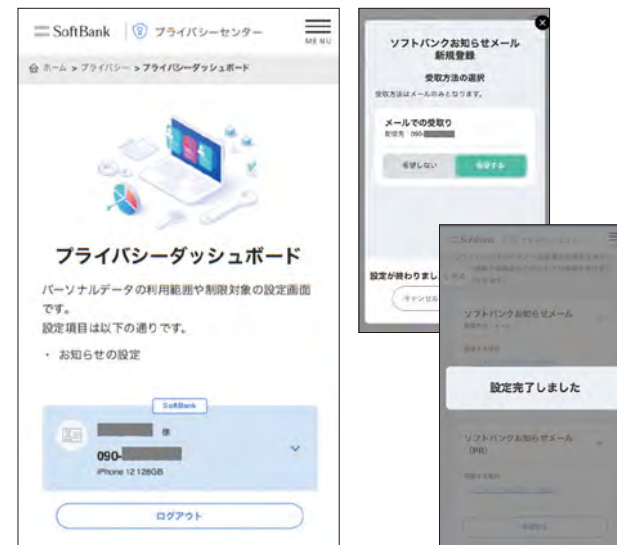 SoftBank
プライバシーセンター
MENU
ホーム > プライバシー > プライバシーダッシュボード
プライバシーダッシュボード
パーソナルデータの利用範囲や制限対象の設定画面
です。
設定項目は以下の通りです。
・ お知らせの設定
SoftBank
様
090-
iPhone 12 128GB
ログアウト
ソフトバンクお知らせメール
新規登録
受取方法の選択
受取方法はメールのみとなります。
メールでの受取り
配信先 090-
希望しない
希望する
設定が終わりまし
キャンセル
SoftBank
ソフトバンクお知らせメール
設定完了しました
ソフトバンクお知らせメール
(PR)